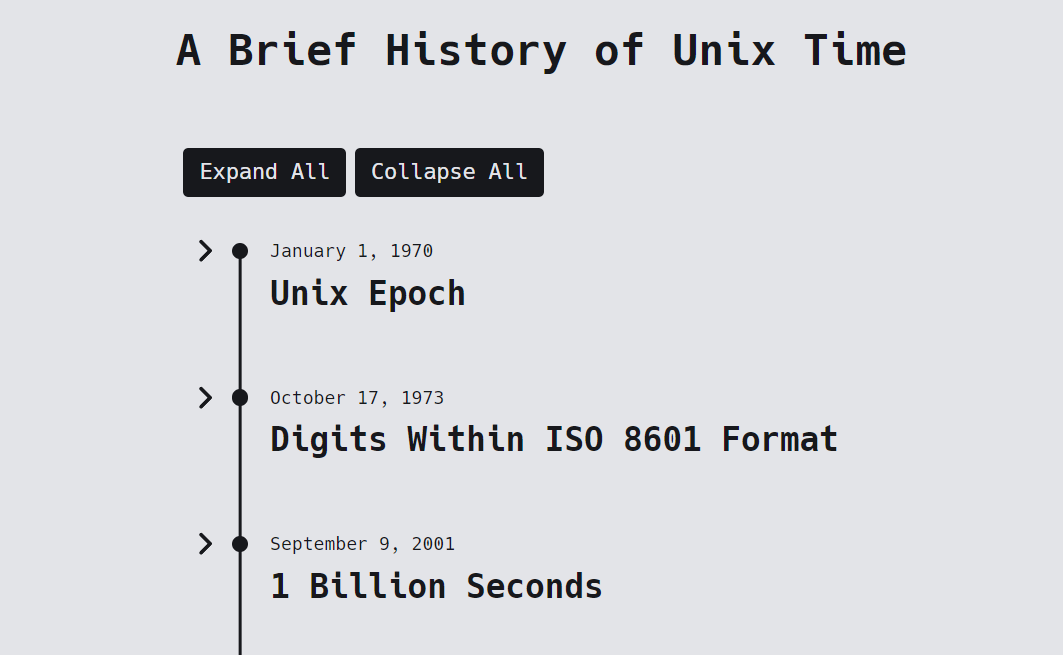 A Brief History of Unix Time
Expand All Collapse All
January 1, 1970
Unix Epoch
October 17, 1973
Digits Within ISO 8601 Format
September 9, 2001
1 Billion Seconds